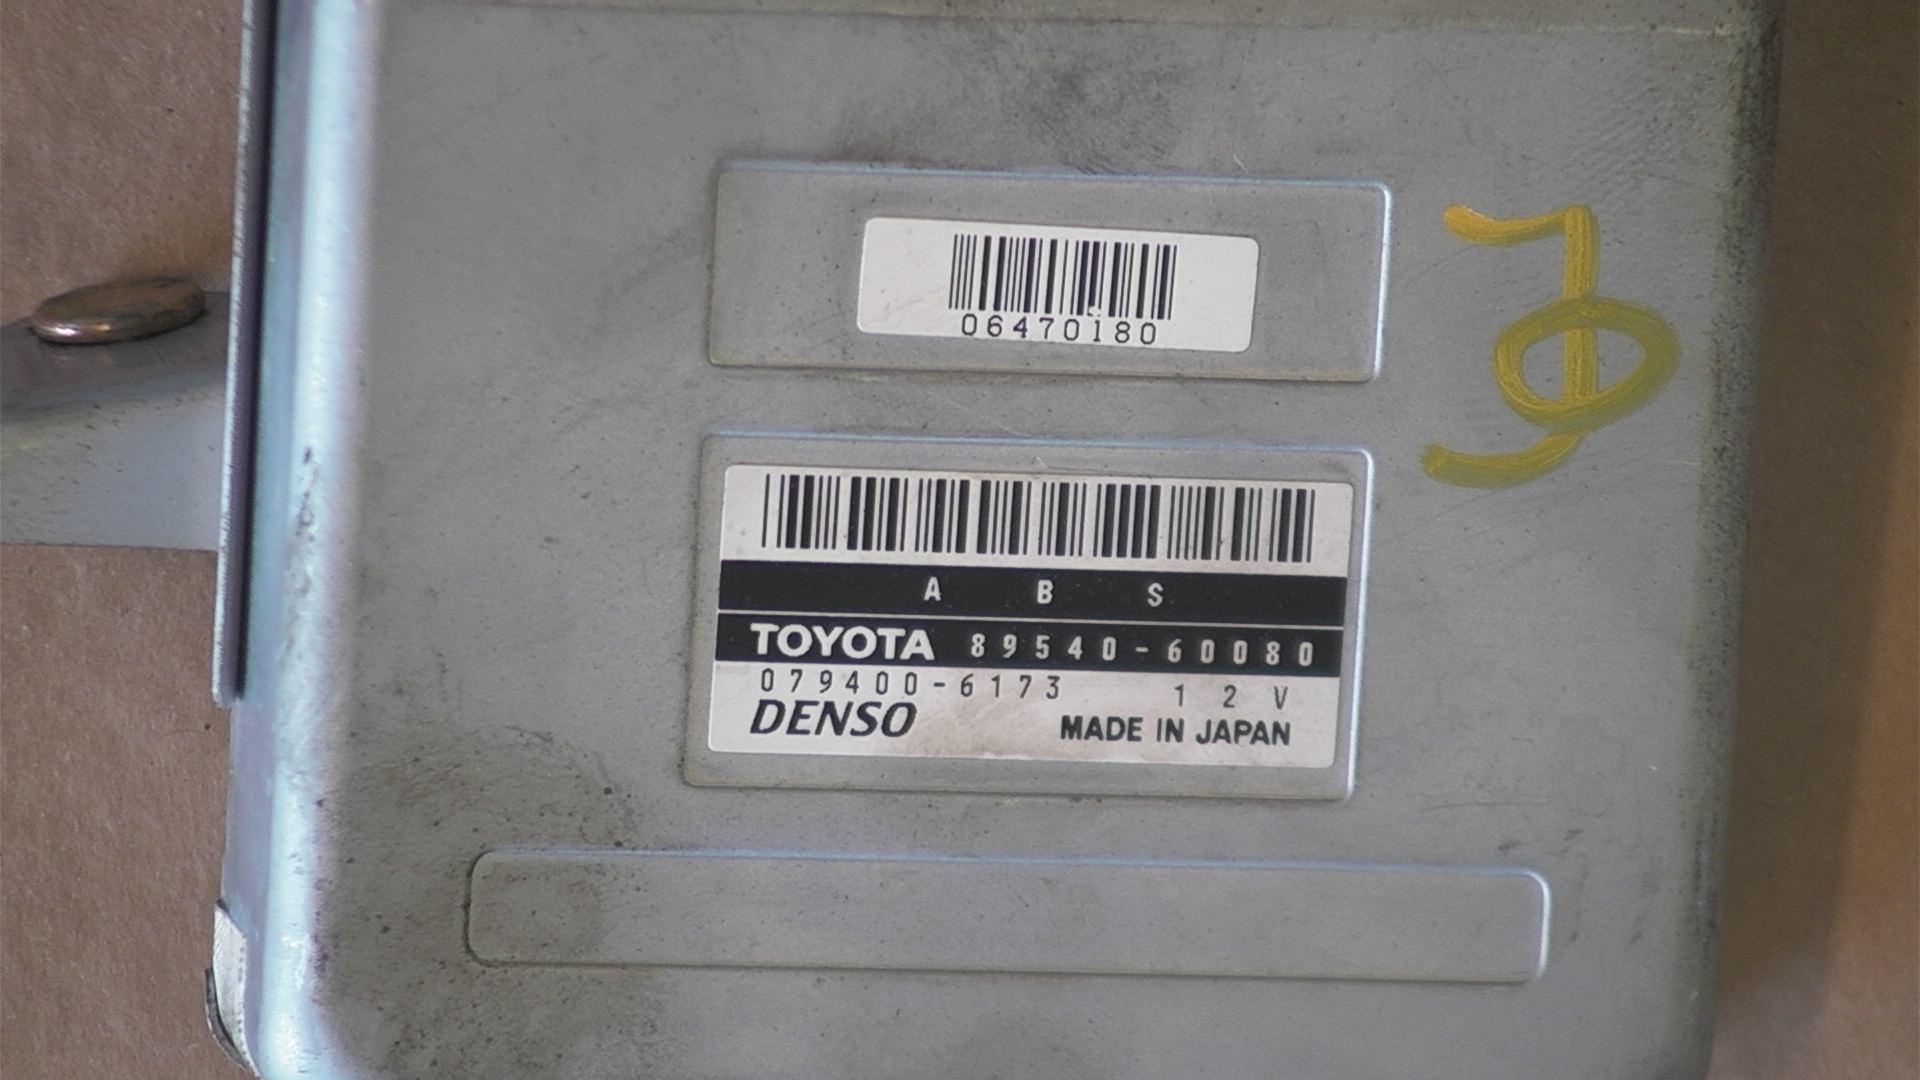 06470180
A B S
TOYOTA 89540-60080
079400-6173 12V
DENSO MADE IN JAPAN